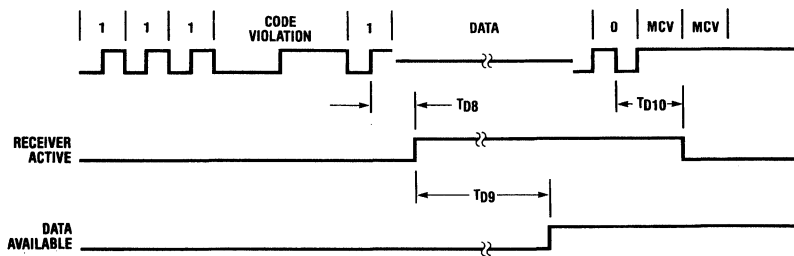 1 1 1 CODE VIOLATION 1 DATA 0 MCV MCV
TD8 TD10
RECEIVER ACTIVE
TD9
DATA AVAILABLE